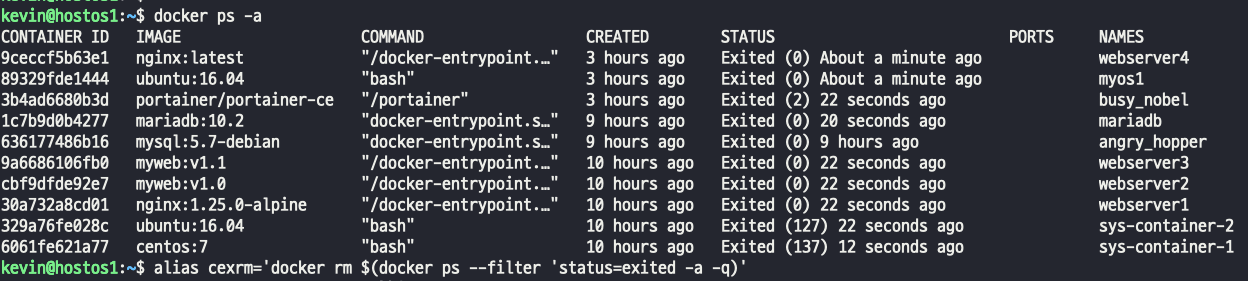 kevin@hostos1:~$ docker ps -a
CONTAINER ID   IMAGE                    COMMAND                  CREATED        STATUS                          PORTS     NAMES
9ceccf5b63e1   nginx:latest             "/docker-entrypoint.…"   3 hours ago    Exited (0) About a minute ago             webserver4
89329fde1444   ubuntu:16.04             "bash"                   3 hours ago    Exited (0) About a minute ago             myos1
3b4ad6680b3d   portainer/portainer-ce   "/portainer"             3 hours ago    Exited (2) 22 seconds ago                 busy_nobel
1c7b9d0b4277   mariadb:10.2             "docker-entrypoint.s…"   9 hours ago    Exited (0) 20 seconds ago                 mariadb
636177486b16   mysql:5.7-debian         "docker-entrypoint.s…"   9 hours ago    Exited (0) 9 hours ago                    angry_hopper
9a6686106fb0   myweb:v1.1               "/docker-entrypoint.…"   10 hours ago   Exited (0) 22 seconds ago                 webserver3
cbf9dfde92e7   myweb:v1.0               "/docker-entrypoint.…"   10 hours ago   Exited (0) 22 seconds ago                 webserver2
30a732a8cd01   nginx:1.25.0-alpine      "/docker-entrypoint.…"   10 hours ago   Exited (0) 22 seconds ago                 webserver1
329a76fe028c   ubuntu:16.04             "bash"                   10 hours ago   Exited (127) 22 seconds ago               sys-container-2
6061fe621a77   centos:7                 "bash"                   10 hours ago   Exited (137) 12 seconds ago               sys-container-1
kevin@hostos1:~$ alias cexrm='docker rm $(docker ps --filter 'status=exited -a -q)'